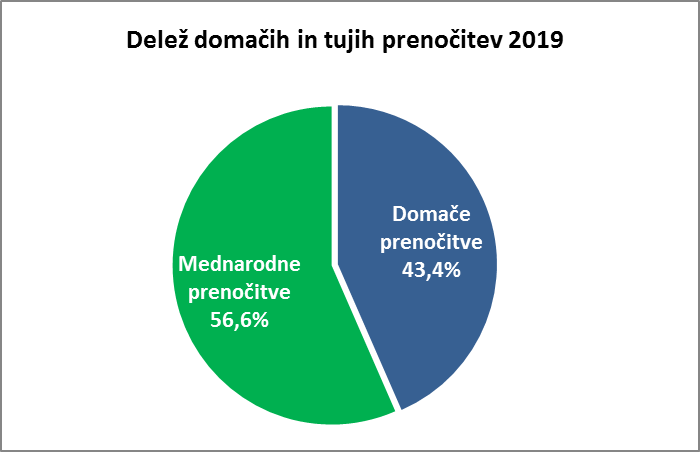 Delež domačih in tujih prenočitev 2019
Domače
prenočitve
43,4%
Mednarodne
prenočitve
56,6%